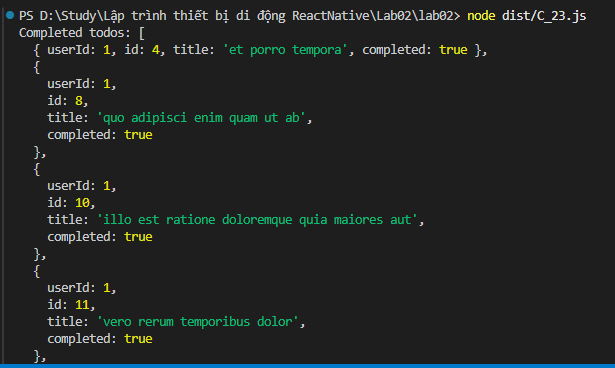 PS D:\Study\Lập trình thiết bị di động ReactNative\Lab02\lab02> node dist/C_23.js
Completed todos: [
  { userId: 1, id: 4, title: 'et porro tempora', completed: true },
  {
    userId: 1,
    id: 8,
    title: 'quo adipisci enim quam ut ab',
    completed: true
  },
  {
    userId: 1,
    id: 10,
    title: 'illo est ratione doloremque quia maiores aut',
    completed: true
  },
  {
    userId: 1,
    id: 11,
    title: 'vero rerum temporibus dolor',
    completed: true
  },